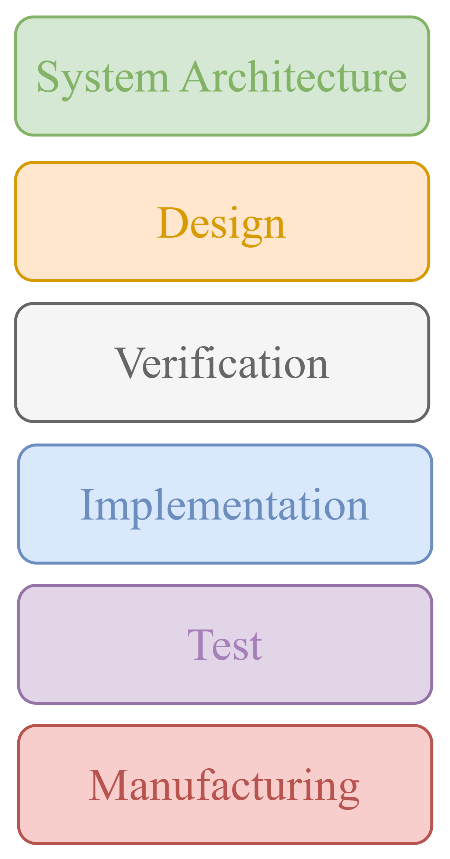 System Architecture
Design
Verification
Implementation
Test
Manufacturing